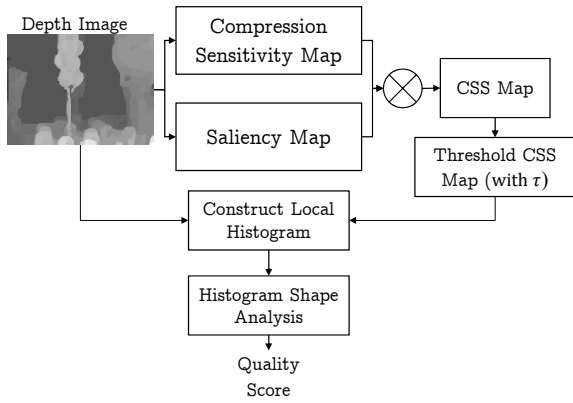 Depth Image
Compression
Sensitivity Map
Saliency Map
CSS Map
Threshold CSS
Map (with τ)
Construct Local
Histogram
Histogram Shape
Analysis
Quality
Score